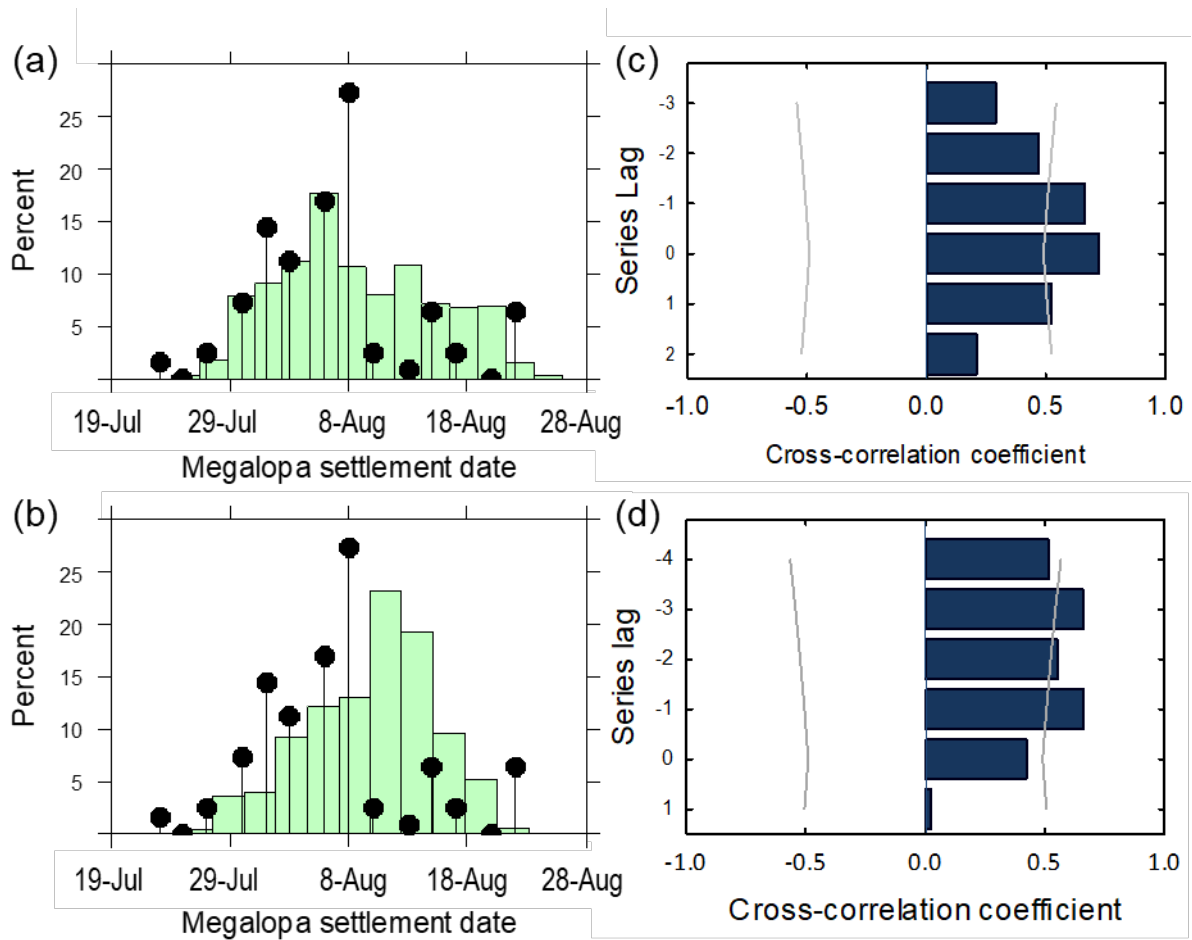 (a)
25
20
15
10
5
Percent
19-Jul 29-Jul 8-Aug 18-Aug 28-Aug
Megalopa settlement date
(c)
-3
-2
-1
0
1
2
Series Lag
-1.0 -0.5 0.0 0.5 1.0
Cross-correlation coefficient
(b)
25
20
15
10
5
Percent
19-Jul 29-Jul 8-Aug 18-Aug 28-Aug
Megalopa settlement date
(d)
-4
-3
-2
-1
0
1
Series lag
-1.0 -0.5 0.0 0.5 1.0
Cross-correlation coefficient